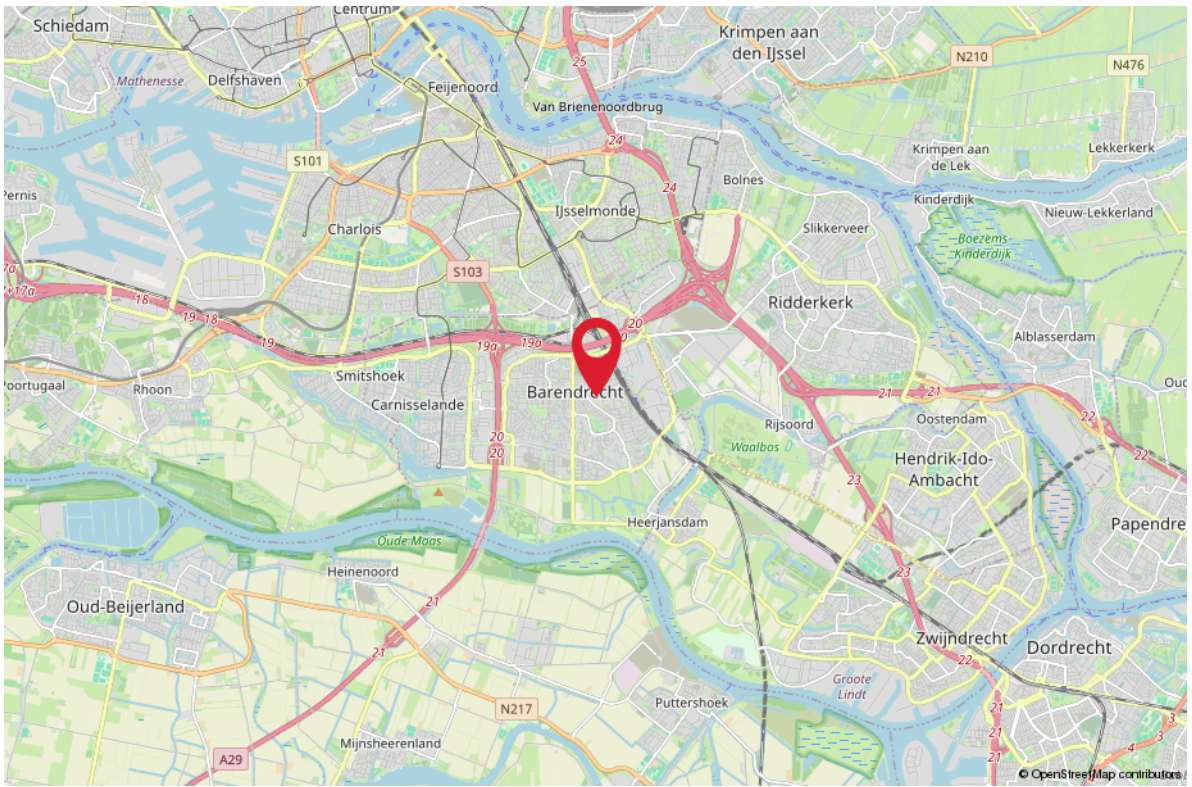 Centrum
Schiedam
Krimpen aan
den IJssel
25
N210
N476
Mathenesse
Delfshaven
Feijenoord
Van Brienenoordbrug
24
S101
Krimpen aan
de Lek
Lekkerkerk
Pernis
24
Bolnes
Kinderdijk
IJsselmonde
Nieuw-Lekkerland
Charlois
Slikkerveer
Boezems
Kinderdijk
17a
S103
+17a
18
Ridderkerk
19
18
20
19
19a
19a
Alblasserdam
Smitshoek
Poortugaal
Rhoon
Barendrecht
21
21
Carnisselande
22
Oostendam
Rijsoord
20
20
Waalbos
22
Hendrik-Ido-
Ambacht
23
Heerjansdam
Papendre
Oude Maas
Heinenoord
23
21
Oud-Beijerland
Zwijndrecht
Dordrecht
21
22
Groote
Lindt
Puttershoek
N217
21
3
Mijnsheerenland
4
3
A29
21
© OpenStreetMap contributors